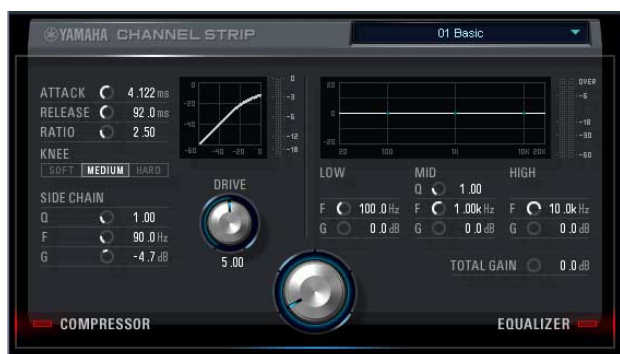 YAMAHA CHANNEL STRIP
01 Basic
ATTACK 4.122 ms
RELEASE 92.0 ms
RATIO 2.50
KNEE
SOFT MEDIUM HARD
SIDE CHAIN
Q 1.00
F 90.0 Hz
G -4.7 dB
0
-20
-40
-60 -40 -20 0
0
-3
-6
-12
-18
DRIVE
5.00
20
0
-20
20 100 1K 10K 20K
OVER
-6
-18
-30
-60
LOW MID HIGH
Q 1.00
F 100.0 Hz F 1.00k Hz F 10.0k Hz
G 0.0 dB G 0.0 dB G 0.0 dB
TOTAL GAIN 0.0 dB
COMPRESSOR
EQUALIZER